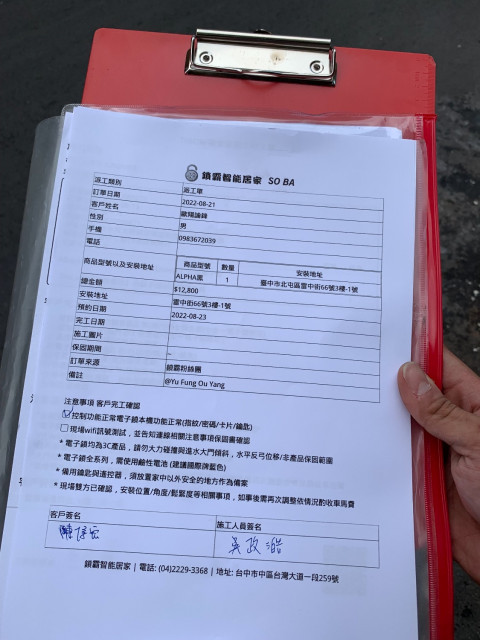 鎖霸智能居家 SO BA
派工類別 派工單
訂單日期 2022-08-21
客戶姓名 歐陽諭鋒
性別 男
手機 0983672039
電話
商品型號以及安裝地址 商品型號 數量 安裝地址
ALPHA黑 1 臺中市北屯區雷中街66號3樓-1號
總金額 $12,800
安裝地址 雷中街66號3樓-1號
預約日期 2022-08-23
完工日期
施工圖片
保固期間 _
訂單來源 鎖霸粉絲團
備註 @Yu Fung Ou Yang
注意事項 客戶完工確認
控制功能正常電子鎖本機功能正常(指紋/密碼/卡片/鑰匙)
現場wifi訊號測試，並告知連線相關注意事項保固書確認
* 電子鎖均為3C產品，請勿大力碰撞與進水大門傾斜，水平反弓位移/非產品保固範圍
* 電子鎖全系列，需使用鹼性電池 (建議國際牌藍色)
* 備用鑰匙與遙控器，須放置家中以外安全的地方作為備案
* 現場雙方已確認，安裝位置/角度/鬆緊度等相關事項，如事後需再次調整依情況酌收車馬費
客戶簽名 施工人員簽名
吳政
鎖霸智能居家 | 電話: (04)2229-3368 | 地址: 台中市中區台灣大道一段259號